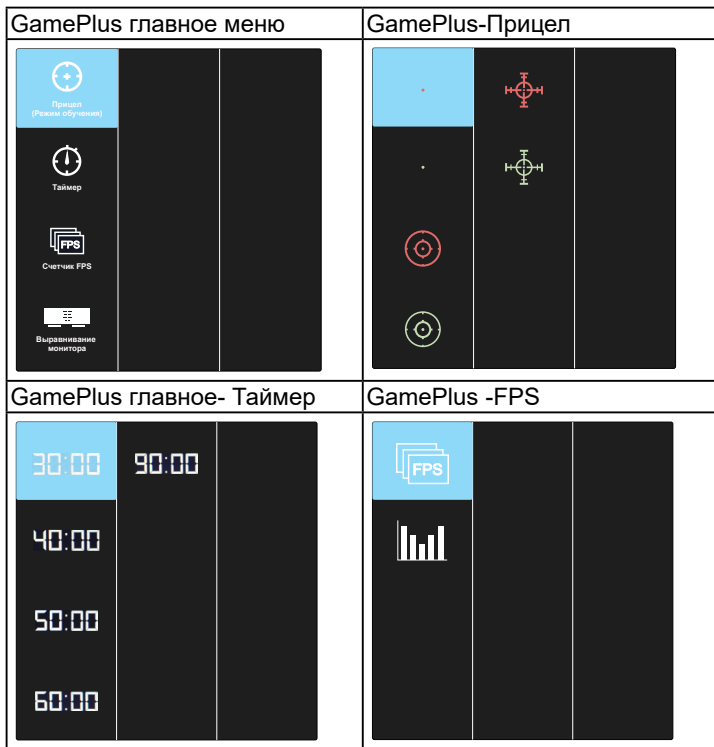 GamePlus главное меню
GamePlus-Прицел
Прицел
(Режим обучения)
Таймер
FPS
Счетчик FPS
Выравнивание
монитора
GamePlus главное- Таймер
GamePlus -FPS
30:00
90:00
40:00
50:00
60:00
FPS